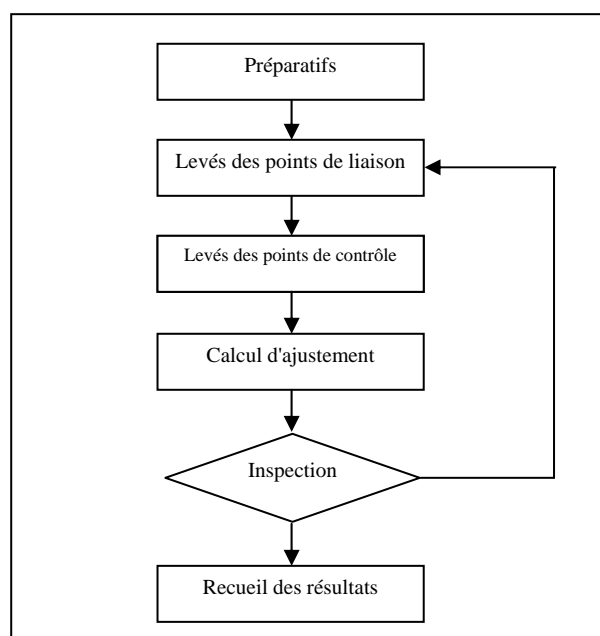 Préparatifs
Levés des points de liaison
Levés des points de contrôle
Calcul d'ajustement
Inspection
Recueil des résultats